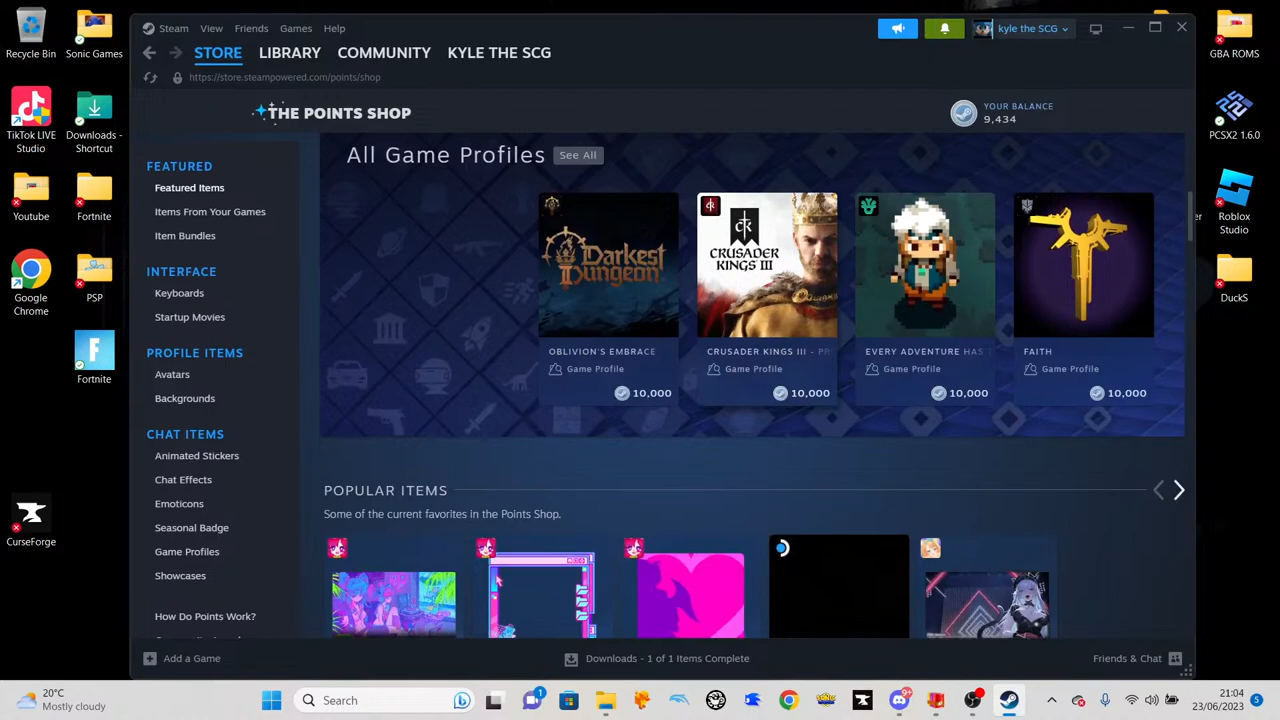 Recycle Bin
Sonic Games
TikTok LIVE
Studio
Downloads -
Shortcut
Youtube
Fortnite
Google
Chrome
PSP
Fortnite
CurseForge
Steam View Friends Games Help
kyle the SCG
STORE LIBRARY COMMUNITY KYLE THE SCG
https://store.steampowered.com/points/shop
THE POINTS SHOP
YOUR BALANCE
9,434
FEATURED
Featured Items
Items From Your Games
Item Bundles
INTERFACE
Keyboards
Startup Movies
PROFILE ITEMS
Avatars
Backgrounds
CHAT ITEMS
Animated Stickers
Chat Effects
Emoticons
Seasonal Badge
Game Profiles
Showcases
How Do Points Work?
All Game Profiles See All
Darkest
Dungeon
OBLIVION'S EMBRACE
Game Profile
10,000
CRUSADER
KINGS III
CRUSADER KINGS III - PR
Game Profile
10,000
EVERY ADVENTURE HAS
Game Profile
10,000
FAITH
Game Profile
10,000
POPULAR ITEMS
Some of the current favorites in the Points Shop.
Add a Game
Downloads - 1 of 1 Items Complete
Friends & Chat
GBA ROMS
PCSX2 1.6.0
Roblox
Studio
DuckS
20°C
Mostly cloudy
Search
1
9+
21:04
23/06/2023
5